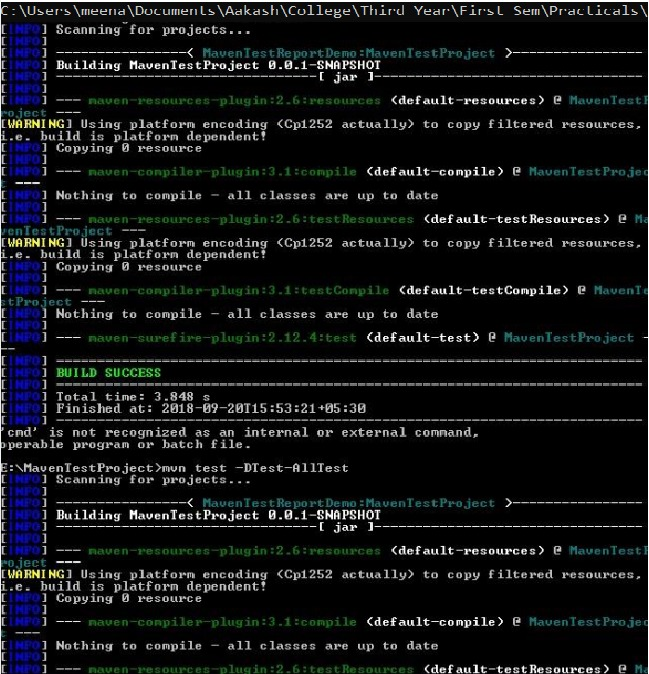 C:\Users\meena\Documents\Aakash\College\Third Year\First Sem\Practicals\
[INFO] Scanning for projects...
[INFO]
[INFO] ----------------< MavenTestReportDemo:MavenTestProject >----------------
[INFO] Building MavenTestProject 0.0.1-SNAPSHOT
[INFO] --------------------------------[ jar ]---------------------------------
[INFO]
[INFO] --- maven-resources-plugin:2.6:resources (default-resources) @ MavenTestP
roject ---
[WARNING] Using platform encoding (Cp1252 actually) to copy filtered resources,
i.e. build is platform dependent!
[INFO] Copying 0 resource
[INFO]
[INFO] --- maven-compiler-plugin:3.1:compile (default-compile) @ MavenTestProjec
t ---
[INFO] Nothing to compile - all classes are up to date
[INFO]
[INFO] --- maven-resources-plugin:2.6:testResources (default-testResources) @ Ma
venTestProject ---
[WARNING] Using platform encoding (Cp1252 actually) to copy filtered resources,
i.e. build is platform dependent!
[INFO] Copying 0 resource
[INFO]
[INFO] --- maven-compiler-plugin:3.1:testCompile (default-testCompile) @ MavenTe
stProject ---
[INFO] Nothing to compile - all classes are up to date
[INFO]
[INFO] --- maven-surefire-plugin:2.12.4:test (default-test) @ MavenTestProject -
--
[INFO] ------------------------------------------------------------------------
[INFO] BUILD SUCCESS
[INFO] ------------------------------------------------------------------------
[INFO] Total time: 3.848 s
[INFO] Finished at: 2018-09-20T15:53:21+05:30
[INFO] ------------------------------------------------------------------------
'cmd' is not recognized as an internal or external command,
operable program or batch file.
E:\MavenTestProject>mvn test -DTest-AllTest
[INFO] Scanning for projects...
[INFO]
[INFO] ----------------< MavenTestReportDemo:MavenTestProject >----------------
[INFO] Building MavenTestProject 0.0.1-SNAPSHOT
[INFO] --------------------------------[ jar ]---------------------------------
[INFO]
[INFO] --- maven-resources-plugin:2.6:resources (default-resources) @ MavenTestP
roject ---
[WARNING] Using platform encoding (Cp1252 actually) to copy filtered resources,
i.e. build is platform dependent!
[INFO] Copying 0 resource
[INFO]
[INFO] --- maven-compiler-plugin:3.1:compile (default-compile) @ MavenTestProjec
t ---
[INFO] Nothing to compile - all classes are up to date
[INFO]
[INFO] --- maven-resources-plugin:2.6:testResources (default-testResources) @ Ma